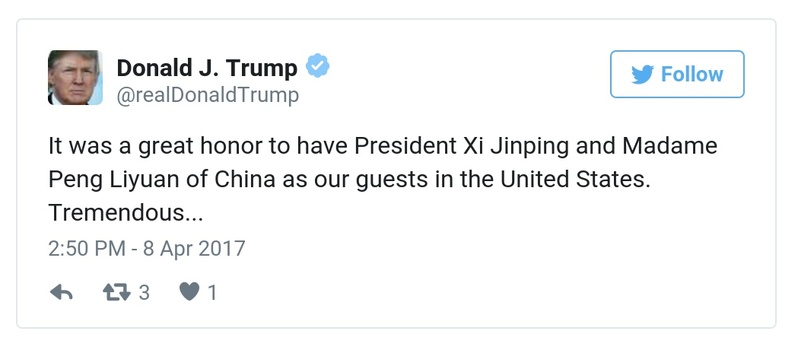 Donald J. Trump
@realDonaldTrump
Follow
It was a great honor to have President Xi Jinping and Madame
Peng Liyuan of China as our guests in the United States.
Tremendous...
2:50 PM - 8 Apr 2017
3 1